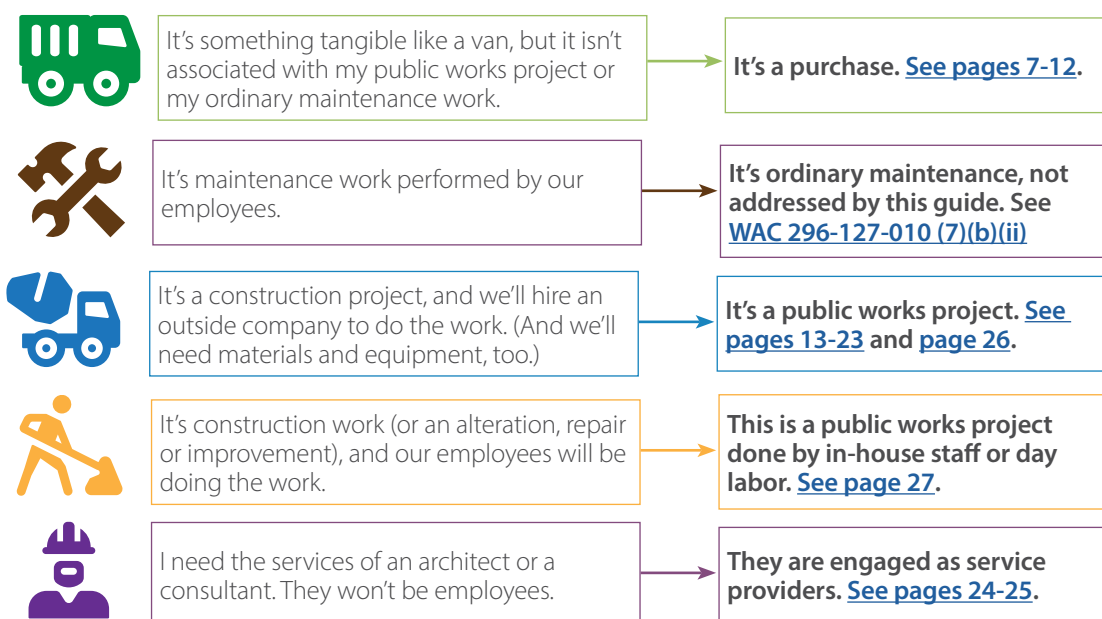 It's something tangible like a van, but it isn't
associated with my public works project or
my ordinary maintenance work.
It's a purchase. See pages 7-12.
It's maintenance work performed by our
employees.
It's ordinary maintenance, not
addressed by this guide. See
WAC 296-127-010 (7)(b)(ii)
It's a construction project, and we'll hire an
outside company to do the work. (And we'll
need materials and equipment, too.)
It's a public works project. See
pages 13-23 and page 26.
It's construction work (or an alteration, repair
or improvement), and our employees will be
doing the work.
This is a public works project
done by in-house staff or day
labor. See page 27.
I need the services of an architect or a
consultant. They won't be employees.
They are engaged as service
providers. See pages 24-25.